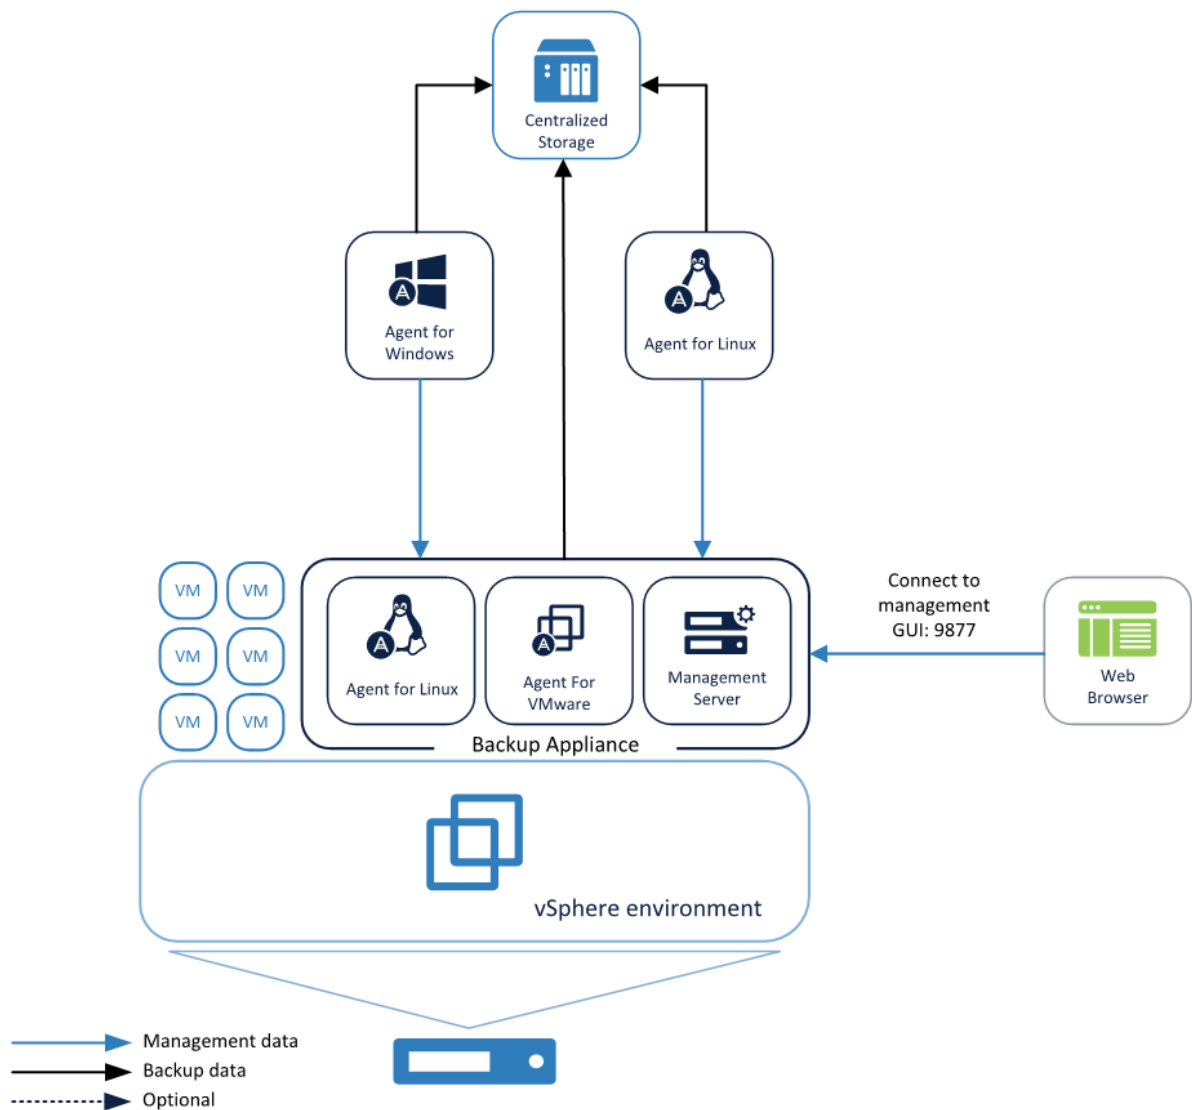 Centralized
Storage
Agent for
Windows
Agent for Linux
VM
VM
VM
VM
VM
VM
Agent for Linux
Agent For
VMware
Management
Server
Backup Appliance
Connect to
management
GUI: 9877
Web
Browser
vSphere environment
Management data
Backup data
Optional